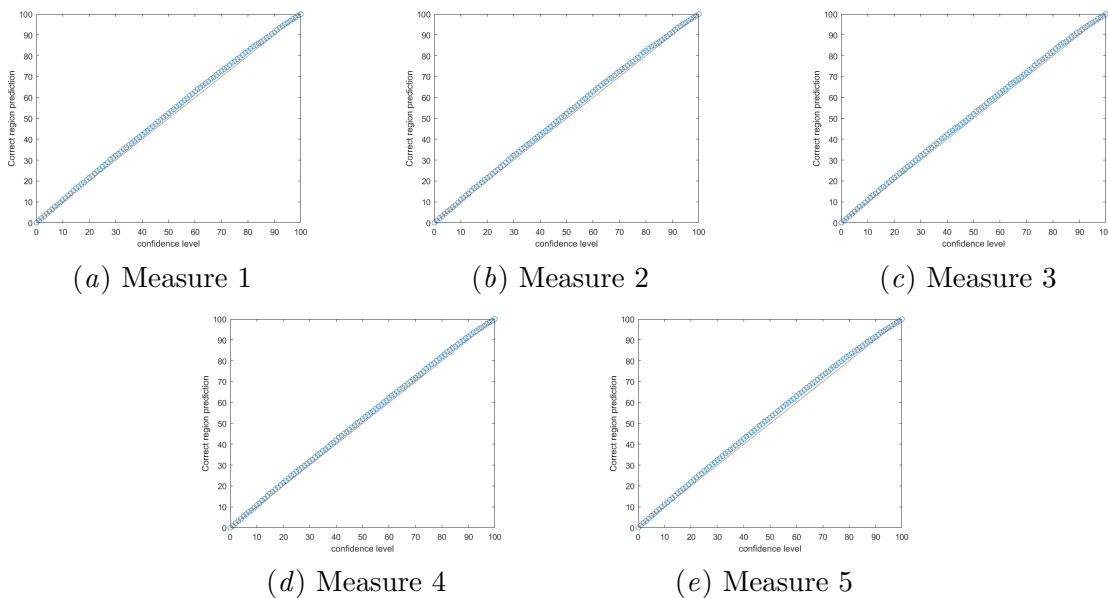 100
90
80
70
60
50
40
30
20
10
0
Correct region prediction
0 10 20 30 40 50 60 70 80 90 100
confidence level
(a) Measure 1
100
90
80
70
60
50
40
30
20
10
0
Correct region prediction
0 10 20 30 40 50 60 70 80 90 100
confidence level
(b) Measure 2
100
90
80
70
60
50
40
30
20
10
0
Correct region prediction
0 10 20 30 40 50 60 70 80 90 100
confidence level
(c) Measure 3
100
90
80
70
60
50
40
30
20
10
0
Correct region prediction
0 10 20 30 40 50 60 70 80 90 100
confidence level
(d) Measure 4
100
90
80
70
60
50
40
30
20
10
0
Correct region prediction
0 10 20 30 40 50 60 70 80 90 100
confidence level
(e) Measure 5